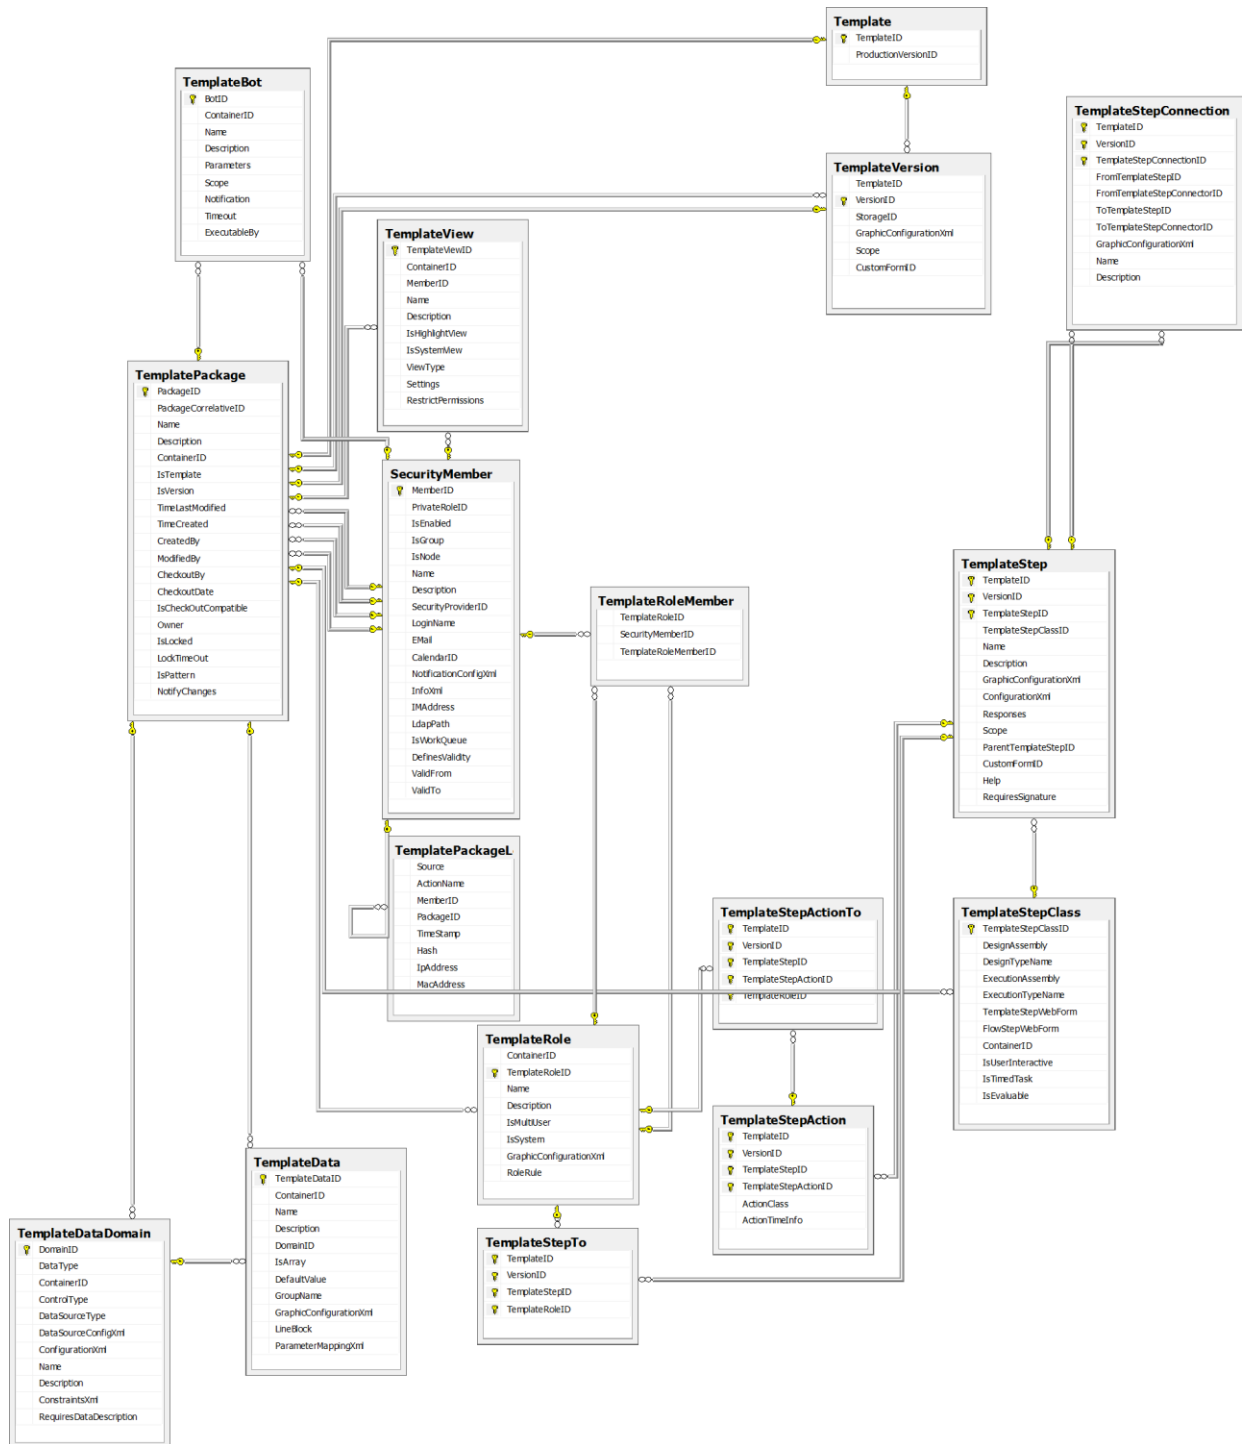 Template
TemplateID
ProductionVersionID
TemplateBot
BotID
ContainerID
Name
Description
Parameters
Scope
Notification
Timeout
ExecutableBy
TemplateStepConnection
TemplateID
VersionID
TemplateStepConnectionID
FromTemplateStepID
FromTemplateStepConnectorID
ToTemplateStepID
ToTemplateStepConnectorID
GraphicConfigurationXml
Name
Description
TemplateVersion
TemplateID
VersionID
StorageID
GraphicConfigurationXml
Scope
CustomFormID
TemplateView
TemplateViewID
ContainerID
MemberID
Name
Description
IsHighlightView
IsSystemView
ViewType
Settings
RestrictPermissions
TemplatePackage
PackageID
PackageCorrelativeID
Name
Description
ContainerID
IsTemplate
IsVersion
TimeLastModified
TimeCreated
CreatedBy
ModifiedBy
CheckoutBy
CheckoutDate
IsCheckOutCompatible
Owner
IsLocked
LockTimeOut
IsPattern
NotifyChanges
SecurityMember
MemberID
PrivateRoleID
IsEnabled
IsGroup
IsNode
Name
Description
SecurityProviderID
LoginName
EMail
CalendarID
NotificationConfigXml
InfoXml
IMAddress
LdapPath
IsWorkQueue
DefinesValidity
ValidFrom
ValidTo
TemplateRoleMember
TemplateRoleID
SecurityMemberID
TemplateRoleMemberID
TemplateStep
TemplateID
VersionID
TemplateStepID
TemplateStepClassID
Name
Description
GraphicConfigurationXml
ConfigurationXml
Responses
Scope
ParentTemplateStepID
CustomFormID
Help
RequiresSignature
TemplatePackageL
Source
ActionName
MemberID
PackageID
TimeStamp
Hash
IpAddress
MacAddress
TemplateStepActionTo
TemplateID
VersionID
TemplateStepID
TemplateStepActionID
TemplateRoleID
TemplateStepClass
TemplateStepClassID
DesignAssembly
DesignTypeName
ExecutionAssembly
ExecutionTypeName
TemplateStepWebForm
FlowStepWebForm
ContainerID
IsUserInteractive
IsTimedTask
IsEvaluable
TemplateRole
ContainerID
TemplateRoleID
Name
Description
IsMultiUser
IsSystem
GraphicConfigurationXml
RoleRule
TemplateStepAction
TemplateID
VersionID
TemplateStepID
TemplateStepActionID
ActionClass
ActionTimeInfo
TemplateData
TemplateDataID
ContainerID
Name
Description
DomainID
IsArray
DefaultValue
GroupName
GraphicConfigurationXml
LineBlock
ParameterMappingXml
TemplateDataDomain
DomainID
DataType
ContainerID
ControlType
DataSourceType
DataSourceConfigXml
ConfigurationXml
Name
Description
ConstraintsXml
RequiresDataDescription
TemplateStepTo
TemplateID
VersionID
TemplateStepID
TemplateRoleID